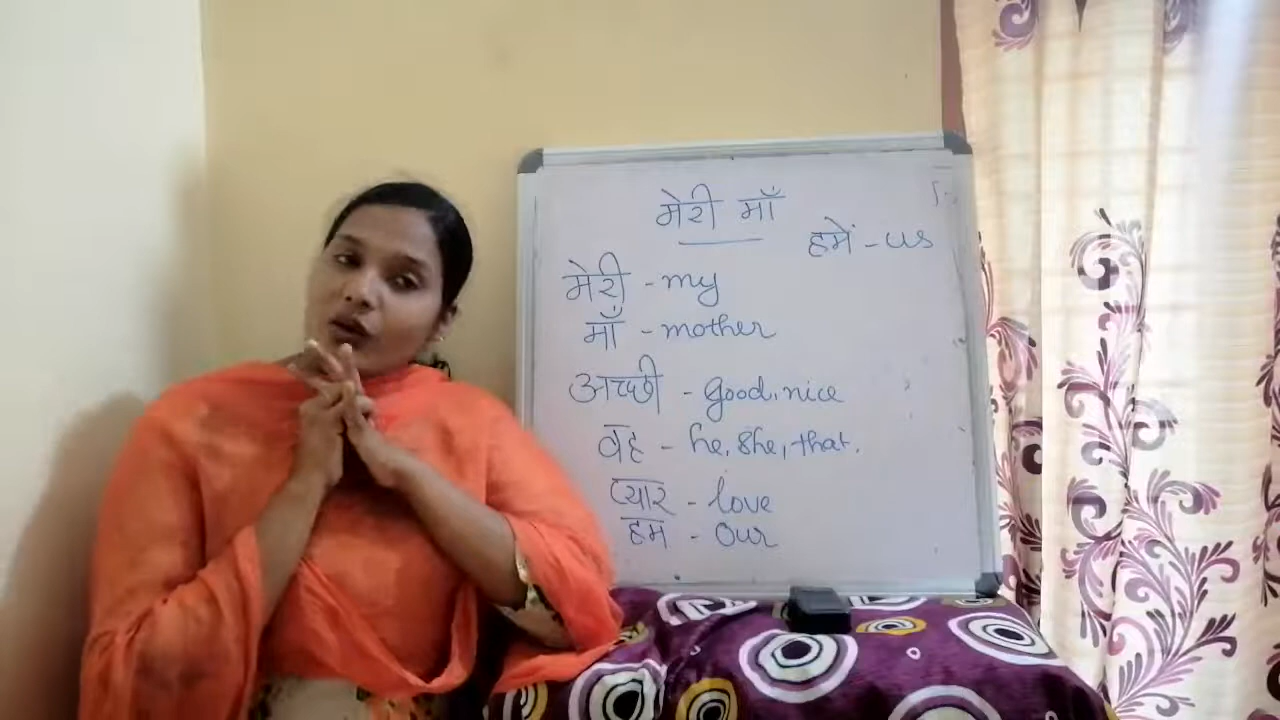 मेरी माँ
हमें - us
मेरी - my
माँ - mother
अच्छी - good, nice
वह - he, she, that.
प्यार - love
हम - Our